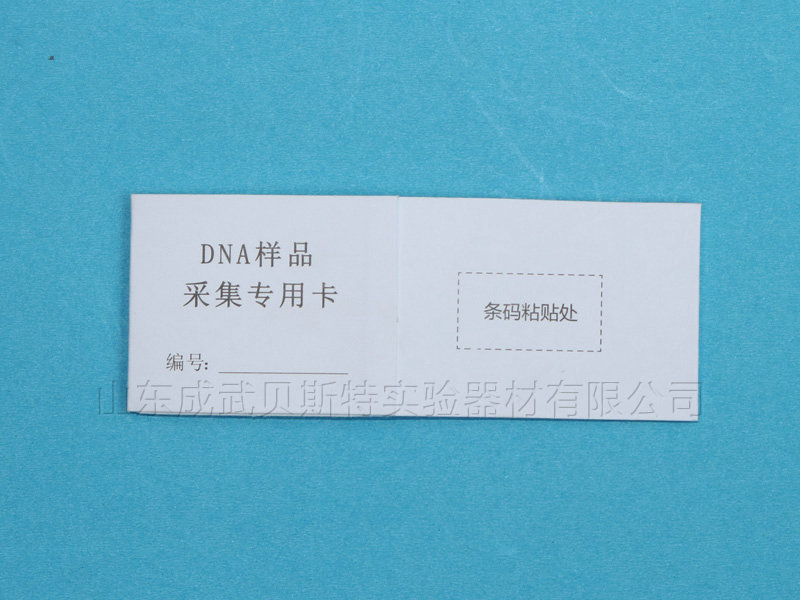 DNA样品
采集专用卡
编号: ____________
条码粘贴处
山东成武贝斯特实验器材有限公司